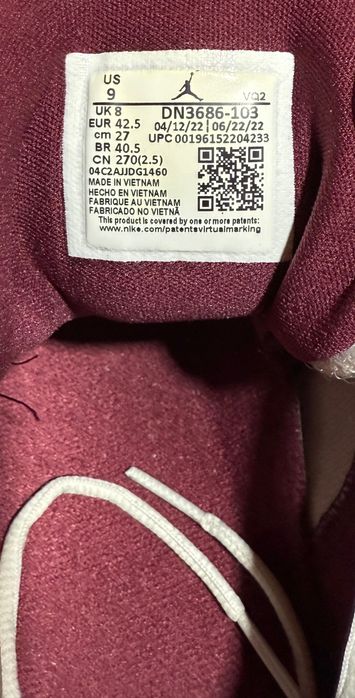 US
9
VQ2
UK 8
DN3686-103
EUR 42.5
04/12/22 | 06/22/22
cm 27
UPC 00196152204233
BR 40.5
CN 270(2.5)
04C2AJJDG1460
MADE IN VIETNAM
HECHO EN VIETNAM
FABRIQUE AU VIETNAM
FABRICADO NO VIETNÃ
This product is covered by one or more patents:
www.nike.com/patentsvirtualmarking